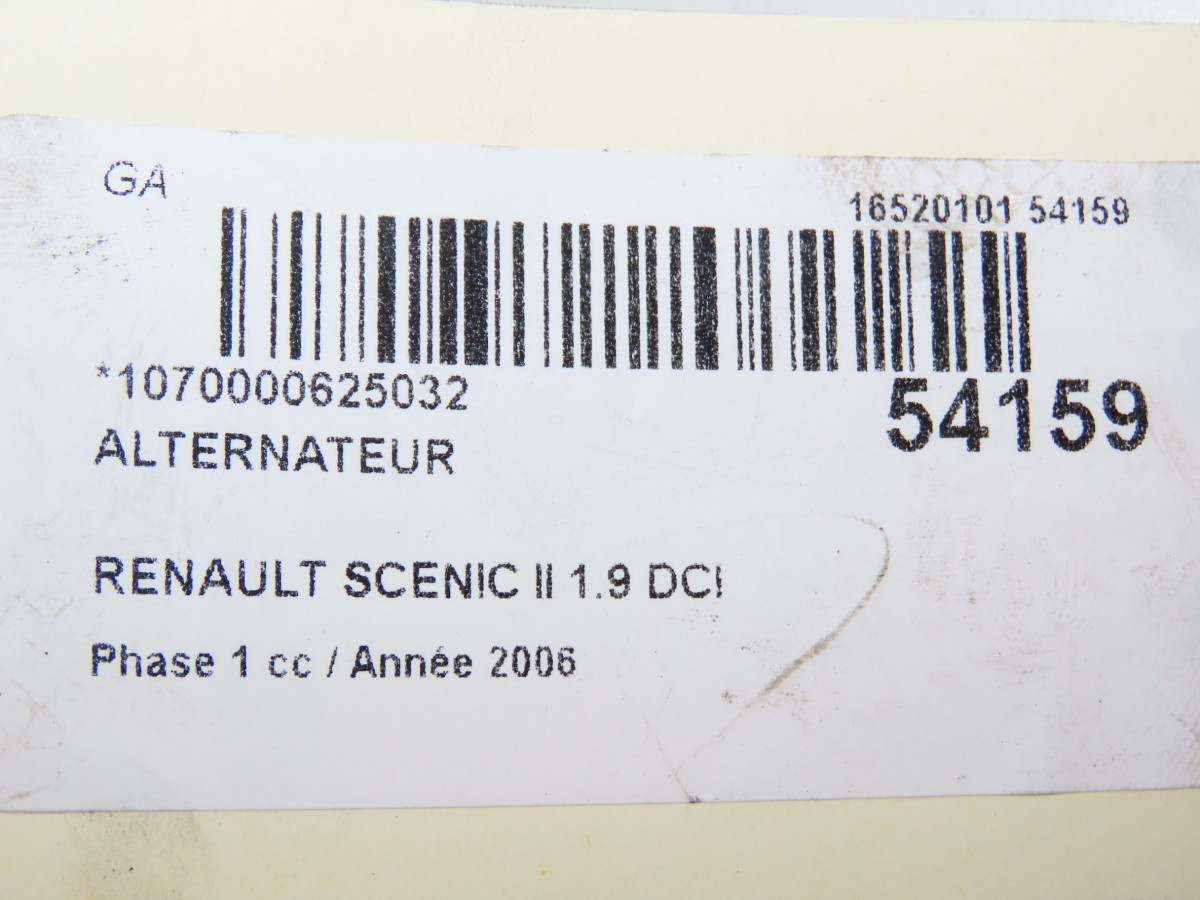 GA
16520101 54159
*1070000625032
54159
ALTERNATEUR
RENAULT SCENIC II 1.9 DCI
Phase 1 cc / Année 2006